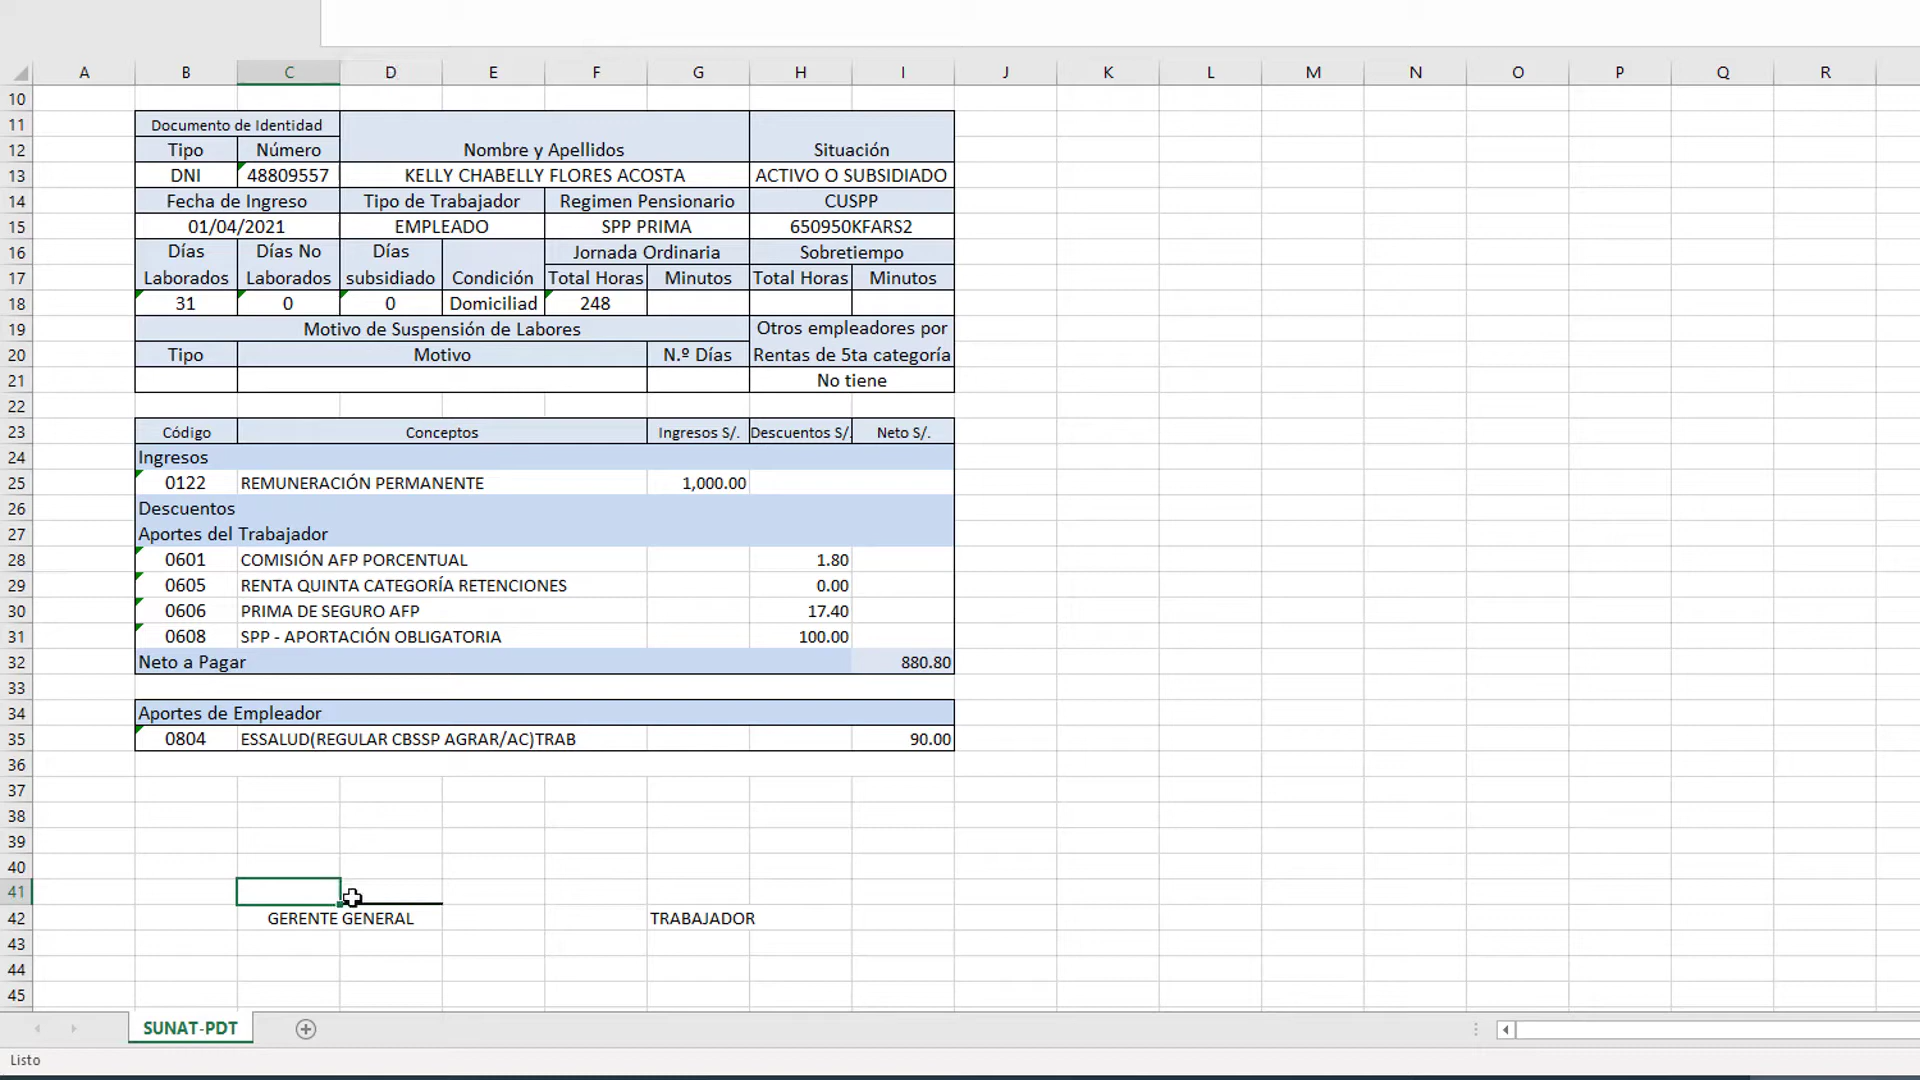 A B C D E F G H I J K L M N O P Q R
10
11 Documento de Identidad
12 Tipo Número Nombre y Apellidos Situación
13 DNI 48809557 KELLY CHABELLY FLORES ACOSTA ACTIVO O SUBSIDIADO
14 Fecha de Ingreso Tipo de Trabajador Regimen Pensionario CUSPP
15 01/04/2021 EMPLEADO SPP PRIMA 650950KFARS2
16 Días Días No Días Jornada Ordinaria Sobretiempo
17 Laborados Laborados subsidiado Condición Total Horas Minutos Total Horas Minutos
18 31 0 0 Domiciliad 248
19 Motivo de Suspensión de Labores Otros empleadores por
20 Tipo Motivo N.º Días Rentas de 5ta categoría
21 No tiene
22
23 Código Conceptos Ingresos S/. Descuentos S/. Neto S/.
24 Ingresos
25 0122 REMUNERACIÓN PERMANENTE 1,000.00
26 Descuentos
27 Aportes del Trabajador
28 0601 COMISIÓN AFP PORCENTUAL 1.80
29 0605 RENTA QUINTA CATEGORÍA RETENCIONES 0.00
30 0606 PRIMA DE SEGURO AFP 17.40
31 0608 SPP - APORTACIÓN OBLIGATORIA 100.00
32 Neto a Pagar 880.80
33
34 Aportes de Empleador
35 0804 ESSALUD(REGULAR CBSSP AGRAR/AC)TRAB 90.00
36
37
38
39
40
41
42 GERENTE GENERAL TRABAJADOR
43
44
45
SUNAT-PDT
Listo